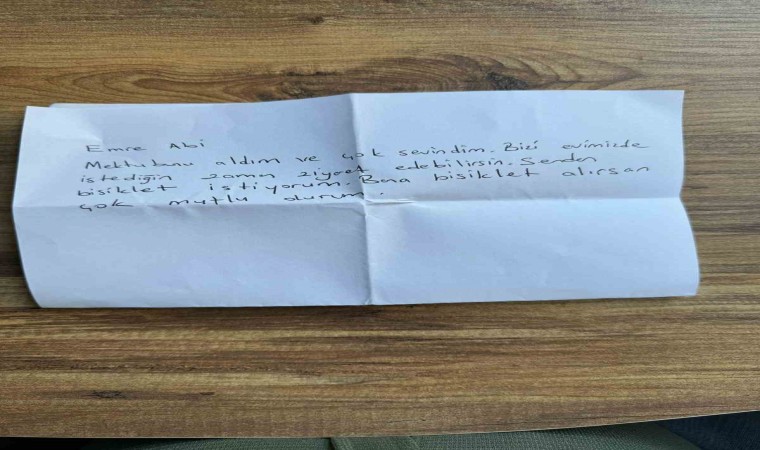 Emre Abi
Mektubunu aldım ve çok sevindim. Bizi evimizde
istediğin zaman ziyaret edebilirsin. Senden
bisiklet istiyorum. Bana bisiklet alırsan
çok mutlu olurum.